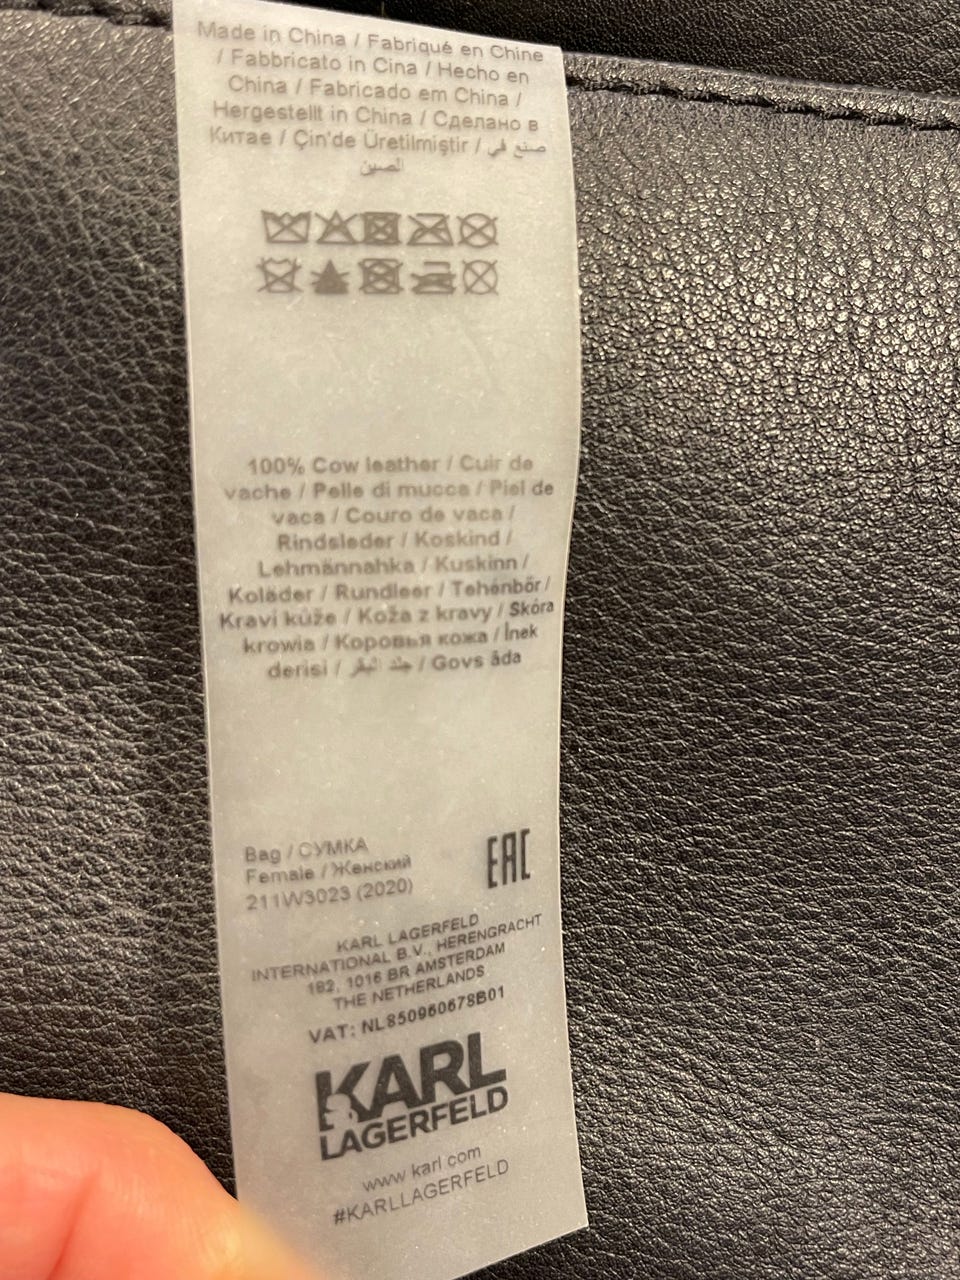 Made in China / Fabriqué en Chine
/ Fabbricato in Cina / Hecho en
China / Fabricado em China /
Hergestellt in China / Сделано в
Китае / Çin'de Üretilmiştir / صنع في
الصين
100% Cow leather / Cuir de
vache / Pelle di mucca / Piel de
vaca / Couro de vaca /
Rindsleder / Koskind /
Lehmännahka / Kuskinn /
Koläder / Rundleer / Tehénbőr /
Kravi kůže / Koža z kravy / Skóra
krowia / Коровья кожа / İnek
derisi / جلد البقر / Govs āda
Bag / СУМКА
Female / Женский
211W3023 (2020)
EAC
KARL LAGERFELD
INTERNATIONAL B.V., HERENGRACHT
182, 1016 BR AMSTERDAM
THE NETHERLANDS
VAT: NL850960678B01
KARL
LAGERFELD
www.karl.com
#KARLLAGERFELD